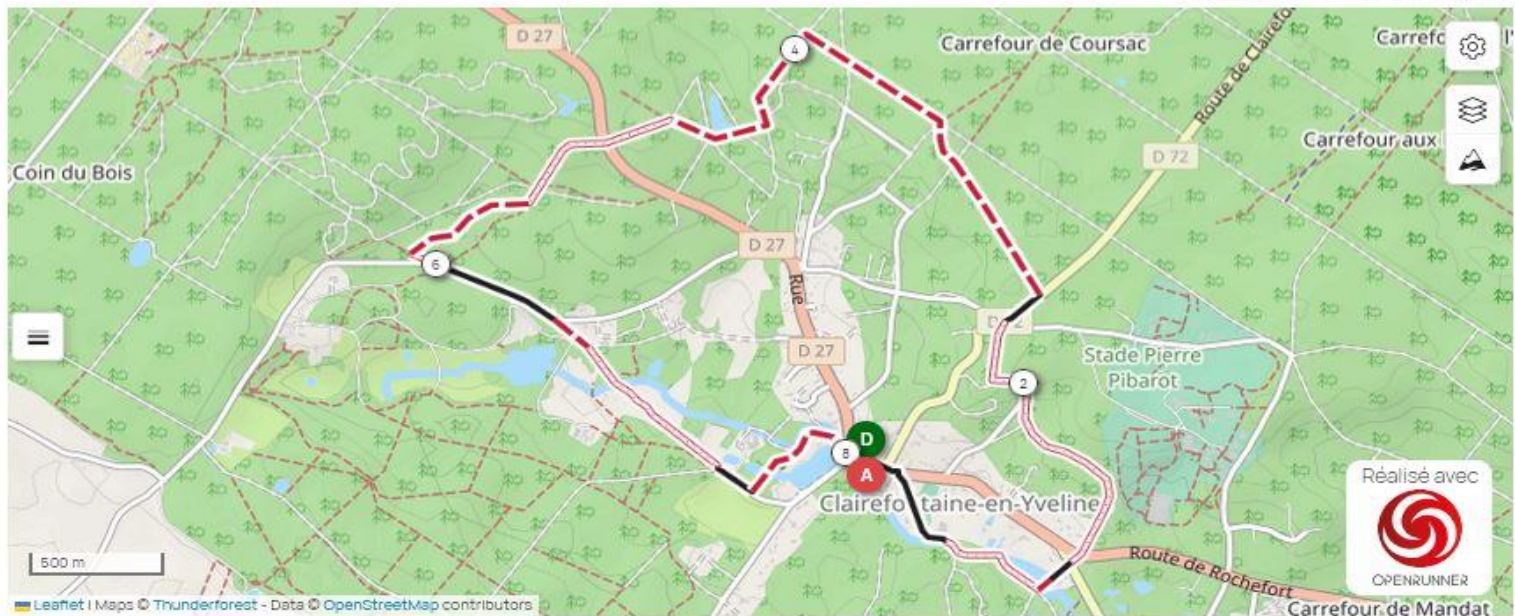 D 27
4
Carrefour de Coursac
Route de Clairefo
Carrefo
Carrefour aux
D 72
Coin du Bois
D 27
6
Rue
D 27
Stade Pierre
Pibarot
2
D
8
A
Clairefo taine-en-Yveline
Route de Rochefort
Carrefour de Mandat
500 m
Réalisé avec
OPENRUNNER
Leaflet | Maps © Thunderforest - Data © OpenStreetMap contributors